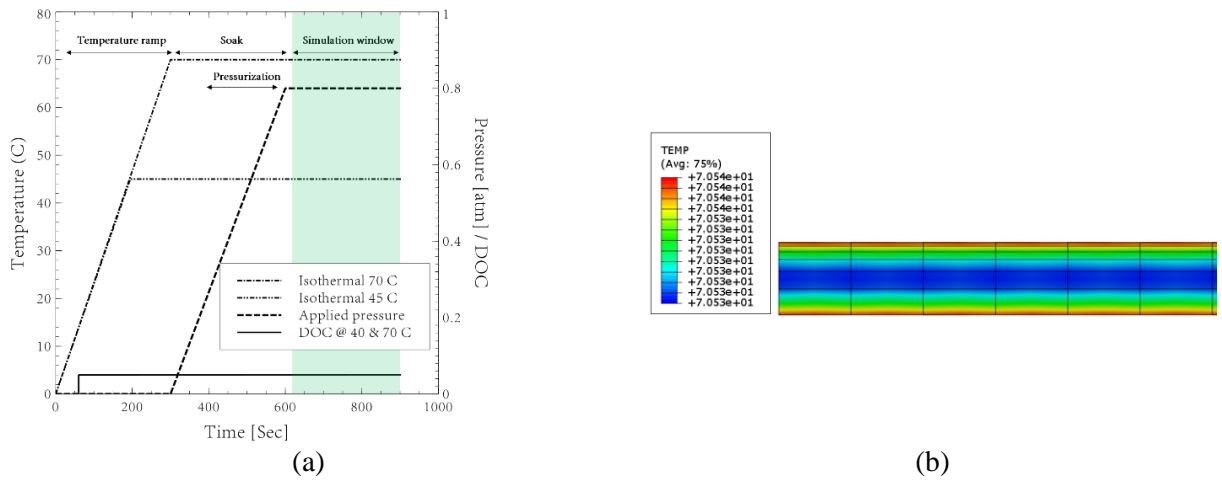 80
70
60
50
40
30
20
10
0
Temperature (C)
0
200
400
600
800
1000
Time [Sec]
1
0.8
0.6
0.4
0.2
0
Pressure [atm] / DOC
Temperature ramp
Soak
Simulation window
Pressurization
Isothermal 70 C
Isothermal 45 C
Applied pressure
DOC @ 40 & 70 C
(a)
TEMP
(Avg: 75%)
+7.054e+01
+7.054e+01
+7.054e+01
+7.054e+01
+7.053e+01
+7.053e+01
+7.053e+01
+7.053e+01
+7.053e+01
+7.053e+01
+7.053e+01
+7.053e+01
+7.053e+01
(b)